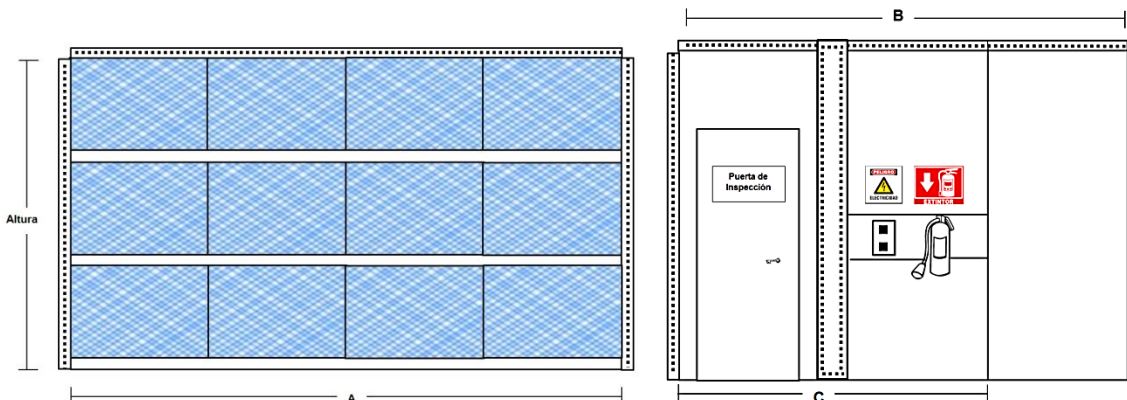 B
Puerta de
Inspección
PELIGRO
ELECTRICIDAD
EXTINTOR
Altura
A
C